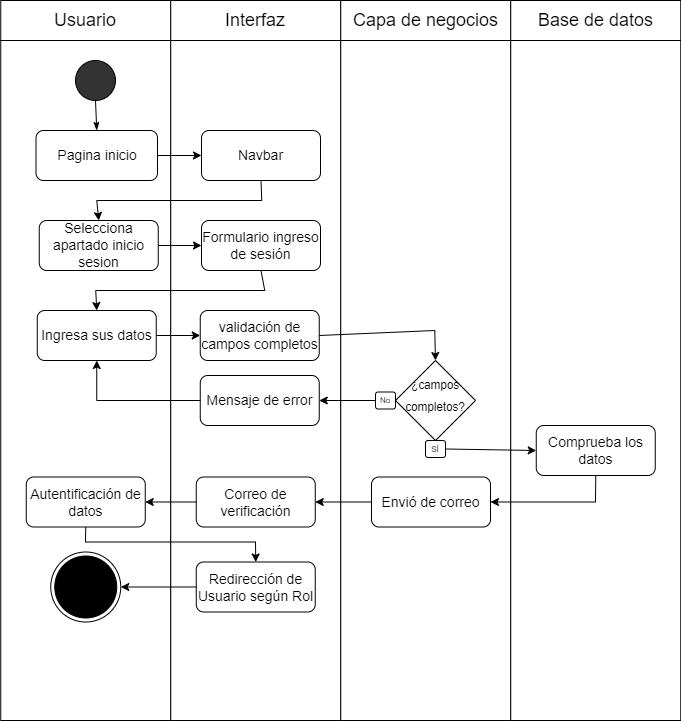 Usuario
Interfaz
Capa de negocios
Base de datos
Pagina inicio
Navbar
Selecciona
apartado inicio
sesion
Formulario ingreso
de sesión
Ingresa sus datos
validación de
campos completos
¿campos
completos?
Mensaje de error
No
SÍ
Comprueba los
datos
Autentificación de
datos
Correo de
verificación
Envió de correo
Redirección de
Usuario según Rol